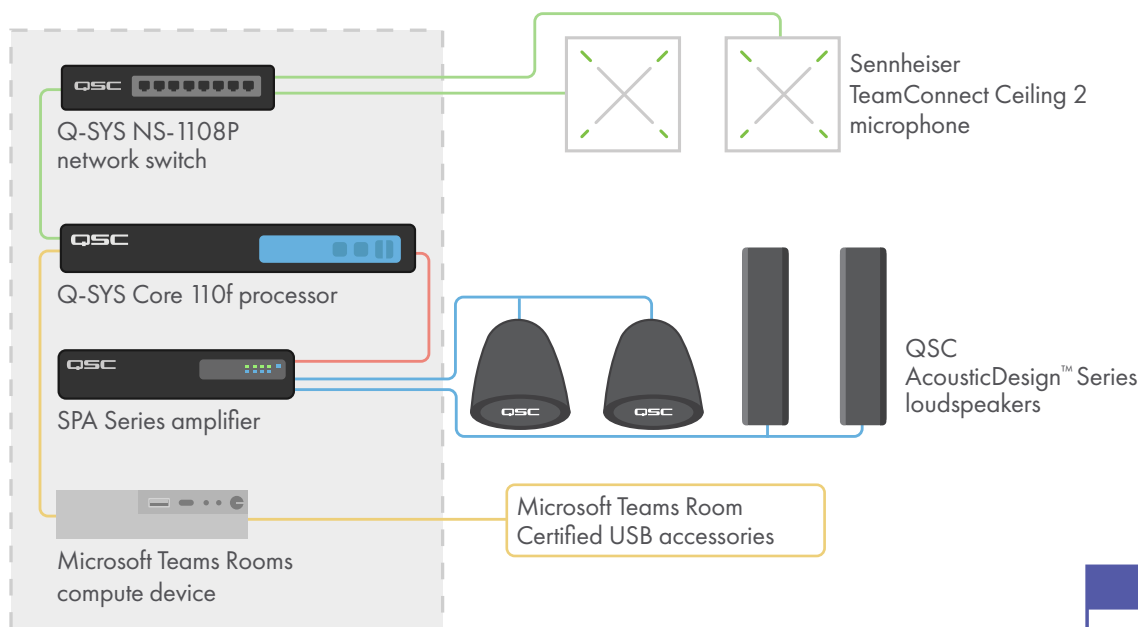 QSC
Q-SYS NS-1108P
network switch
Sennheiser
TeamConnect Ceiling 2
microphone
QSC
Q-SYS Core 110f processor
QSC
SPA Series amplifier
QSC
QSC
QSC
AcousticDesign™ Series
loudspeakers
Microsoft Teams Rooms
compute device
Microsoft Teams Room
Certified USB accessories